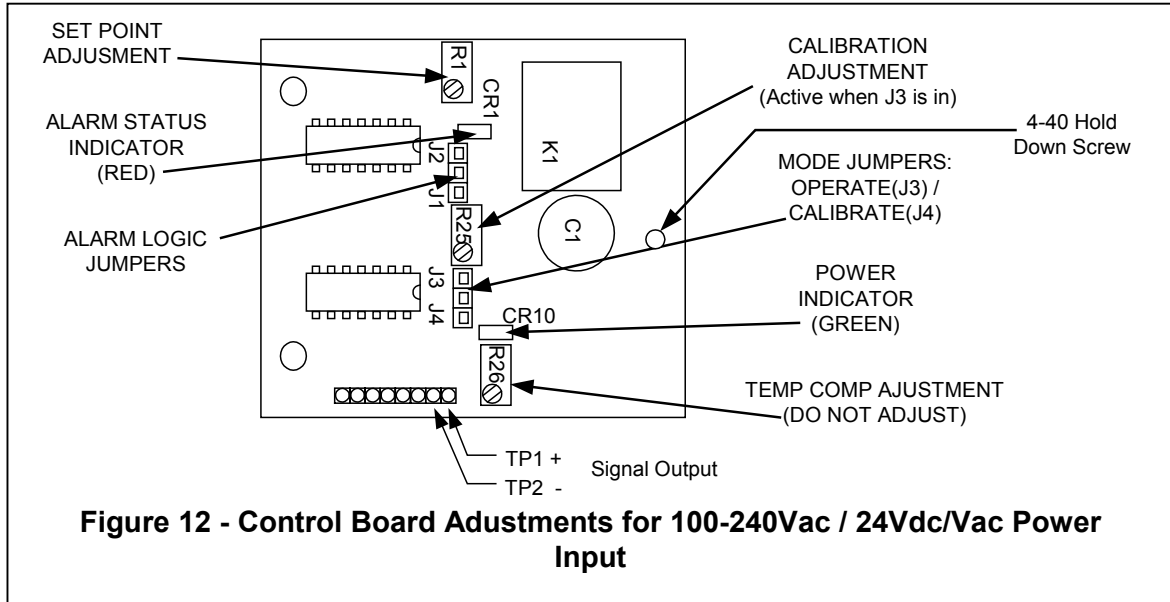 SET POINT
ADJUSMENT
R1
CALIBRATION
ADJUSTMENT
(Active when J3 is in)
CR1
4-40 Hold
Down Screw
ALARM STATUS
INDICATOR
(RED)
J2
J1
K1
MODE JUMPERS:
OPERATE(J3) /
CALIBRATE(J4)
R25
C1
ALARM LOGIC
JUMPERS
J3
J4
POWER
INDICATOR
(GREEN)
CR10
R26
TEMP COMP AJUSTMENT
(DO NOT ADJUST)
TP1 +
TP2 -
Signal Output
Figure 12 - Control Board Adustments for 100-240Vac / 24Vdc/Vac Power
Input